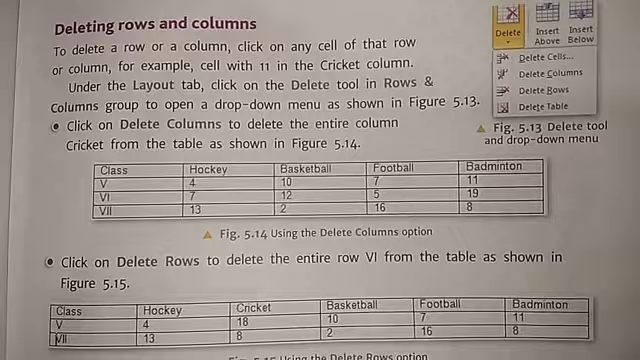 Deleting rows and columns
To delete a row or a column, click on any cell of that row
or column, for example, cell with 11 in the Cricket column.
Under the Layout tab, click on the Delete tool in Rows &
Columns group to open a drop-down menu as shown in Figure 5.13.
Click on Delete Columns to delete the entire column
Cricket from the table as shown in Figure 5.14.
Delete Insert Above Insert Below
Delete Cells...
Delete Columns
Delete Rows
Delete Table
Fig. 5.13 Delete tool
and drop-down menu
Class Hockey Basketball Football Badminton
V 4 10 7 11
VI 7 12 5 19
VII 13 2 16 8
Fig. 5.14 Using the Delete Columns option
Click on Delete Rows to delete the entire row VI from the table as shown in
Figure 5.15.
Class Hockey Cricket Basketball Football Badminton
V 4 18 10 7 11
VII 13 8 2 16 8
Fig. 5.15 Using the Delete Rows option